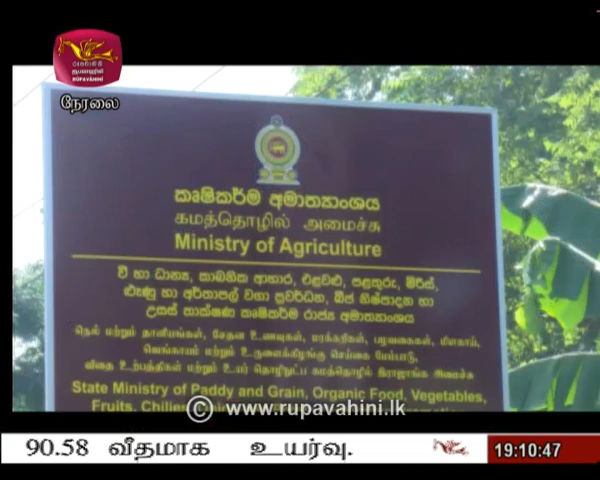 රූපවාහිනී
ரூபவாஹினி
RUPAVAHINI
நேரலை
කෘෂිකර්ම අමාත්‍යාංශය
கமத்தொழில் அமைச்சு
Ministry of Agriculture
වී හා ධාන්‍ය, කාබනික ආහාර, එළවළු, පළතුරු, මිරිස්,
ළූණු හා අර්තාපල් වගා ප්‍රවර්ධන, බීජ නිෂ්පාදන හා
උසස් තාක්ෂණ කෘෂිකර්ම රාජ්‍ය අමාත්‍යාංශය
நெல் மற்றும் தானியங்கள், சேதன உணவுகள், மரக்கறிகள், பழவகைகள், மிளகாய்,
வெங்காயம் மற்றும் உருளைக்கிழங்கு செய்கை மேம்பாடு,
விதை உற்பத்திகள் மற்றும் உயர் தொழிநுட்ப கமத்தொழில் இராஜாங்க அமைச்சு
State Ministry of Paddy and Grain, Organic Food, Vegetables,
Fruits,
© www.rupavahini.lk
90.58 வீதமாக உயர்வு.
19:10:47